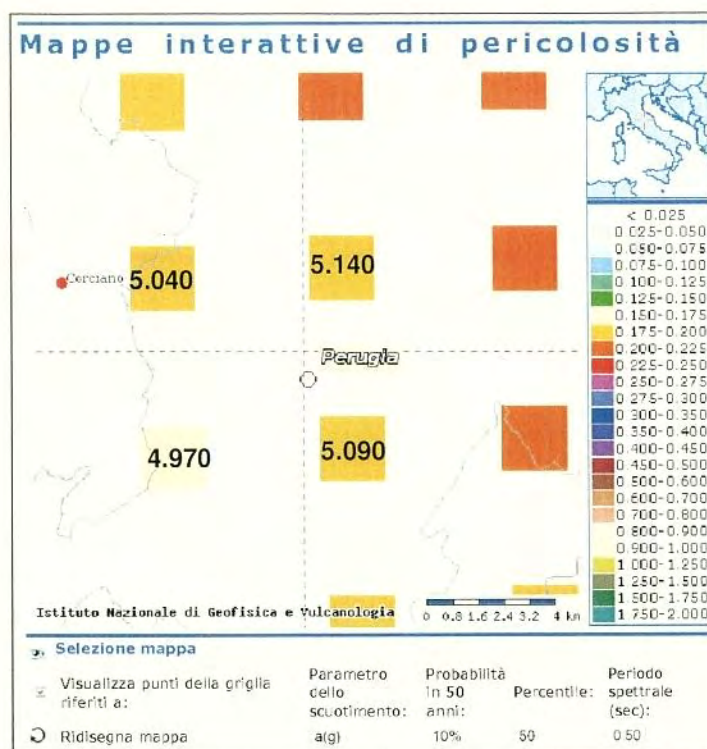 Mappe interattive di pericolosità
Cerciano
5.040
5.140
Perugia
4.970
5.090
Istituto Nazionale di Geofisica e Vulcanologia
0 0.8 1.6 2.4 3.2 4 km
< 0.025
0 025-0.050
0.050-0.075
0.075-0.100
0.100-0.125
0.125-0.150
0.150-0.175
0.175-0.200
0.200-0.225
0.225-0.250
0.250-0.275
0.275-0.300
0.300-0.350
0.350-0.400
0.400-0.450
0.450-0.500
0.500-0.600
0.600-0.700
0.700-0.800
0.800-0.900
0.900-1.000
1 000-1.250
1 250-1.500
1 500-1.750
1 750-2.000
Selezione mappa
Visualizza punti della griglia
riferiti a:
Parametro
dello
scuotimento:
Probabilità
in 50
anni:
Percentile:
Periodo
spettrale
(sec):
Ridisegna mappa
a(g)
10%
50
0 50